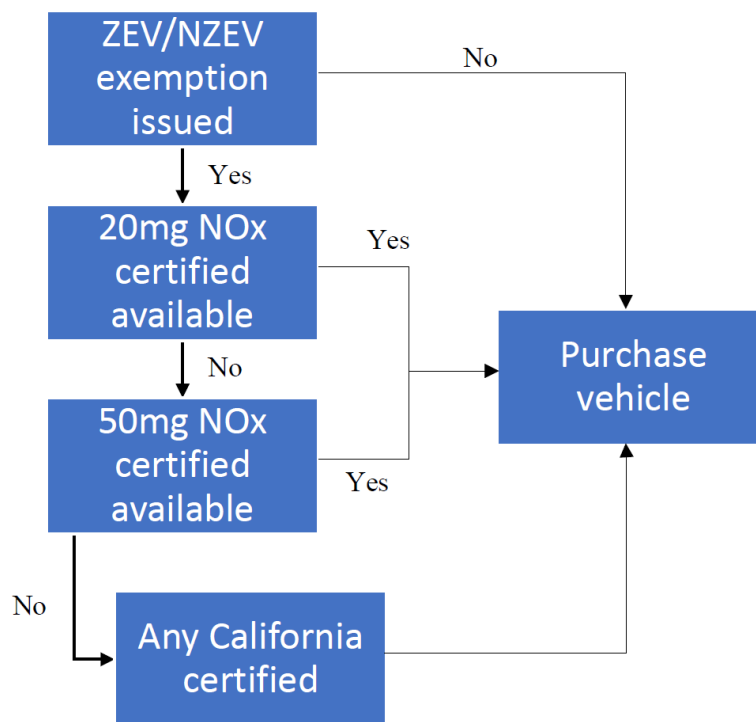 ZEV/NZEV
exemption
issued
No
Yes
20mg NOx
certified
available
Yes
No
Purchase
vehicle
50mg NOx
certified
available
Yes
No
Any California
certified